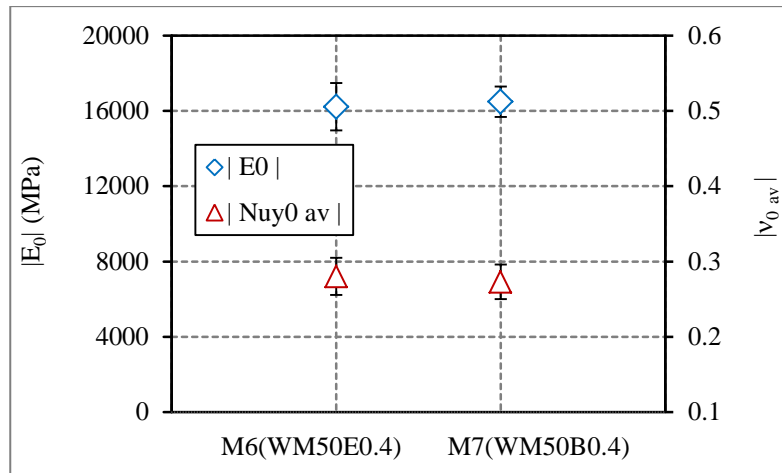 20000
16000
12000
8000
4000
0
|E0| (MPa)
0.6
0.5
0.4
0.3
0.2
0.1
|ν0 av|
| E0 |
| Nuy0 av |
M6(WM50E0.4)
M7(WM50B0.4)